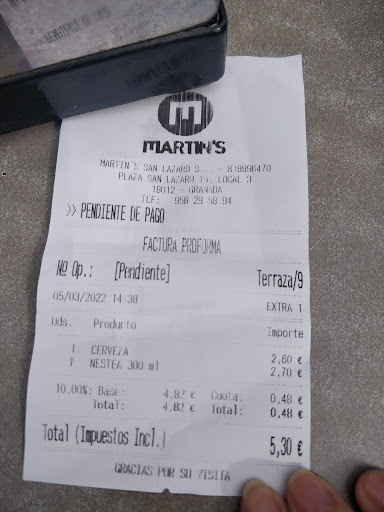 MARTIN'S
MARTIN'S SAN LAZARO S... - B18996470
PLAZA SAN LAZARO 15, LOCAL 3
18012 - GRANADA
TLF: 958 29 58 94
>> PENDIENTE DE PAGO
FACTURA PROFORMA
Nº Op.: [Pendiente] Terraza/9
05/03/2022 14:38 EXTRA 1
Uds. Producto Importe
1 CERVEZA 2,60 €
1 NESTEA 300 ml 2,70 €
10.00%: Base: 4,82 € Cuota: 0,48 €
Total: 4,82 € Total: 0,48 €
Total (Impuestos Incl.) 5,30 €
GRACIAS POR SU VISITA